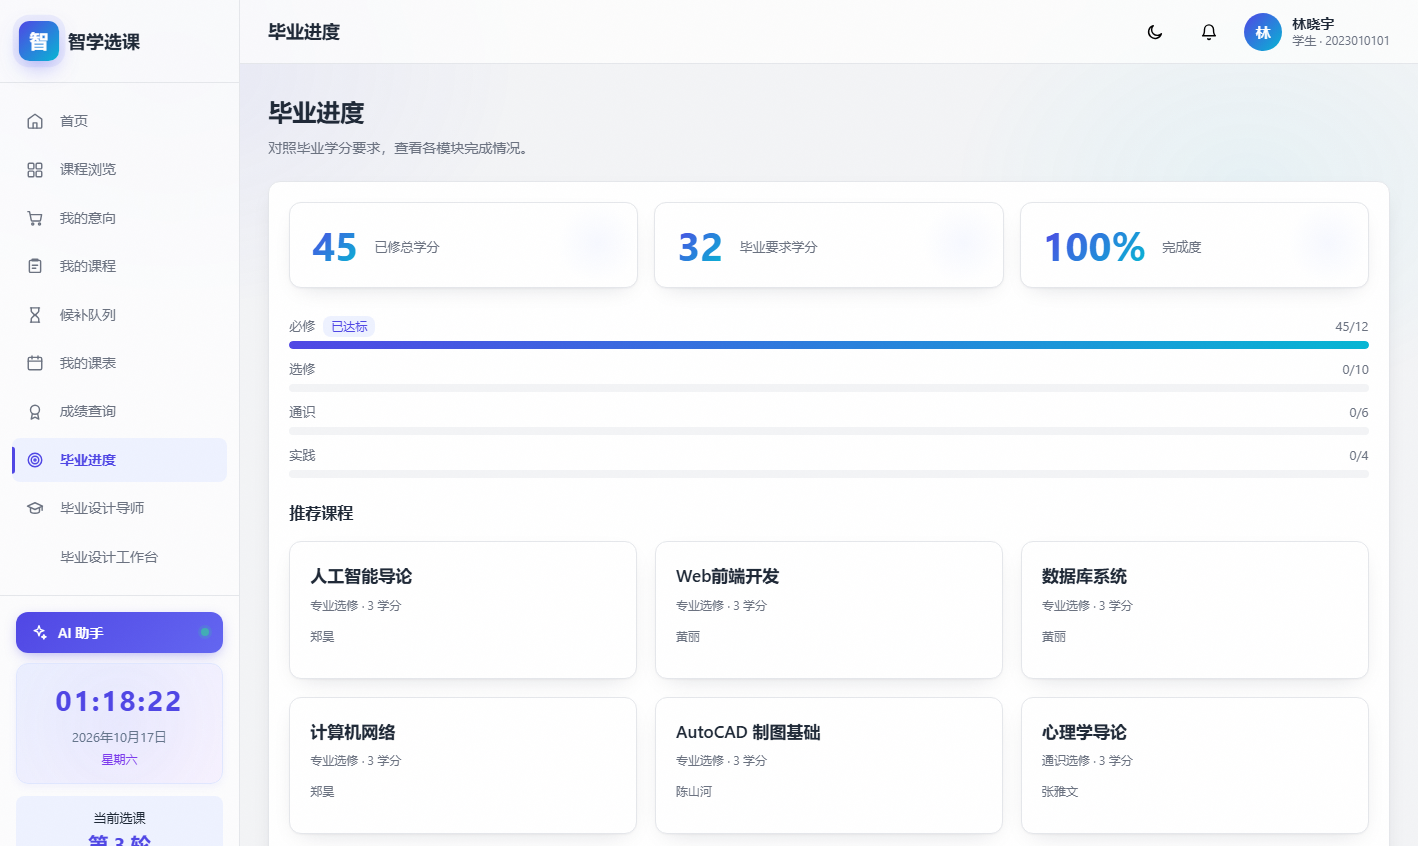 智 智学选课
首页
课程浏览
我的意向
我的课程
候补队列
我的课表
成绩查询
毕业进度
毕业设计导师
毕业设计工作台
AI 助手
01:18:22
2026年10月17日
星期六
当前选课
第 3 轮
毕业进度
林
林晓宇
学生 · 2023010101
毕业进度
对照毕业学分要求，查看各模块完成情况。
45 已修总学分
32 毕业要求学分
100% 完成度
必修 已达标 45/12
选修 0/10
通识 0/6
实践 0/4
推荐课程
人工智能导论
专业选修 · 3 学分
郑昊
Web前端开发
专业选修 · 3 学分
黄丽
数据库系统
专业选修 · 3 学分
黄丽
计算机网络
专业选修 · 3 学分
郑昊
AutoCAD 制图基础
专业选修 · 3 学分
陈山河
心理学导论
通识选修 · 3 学分
张雅文